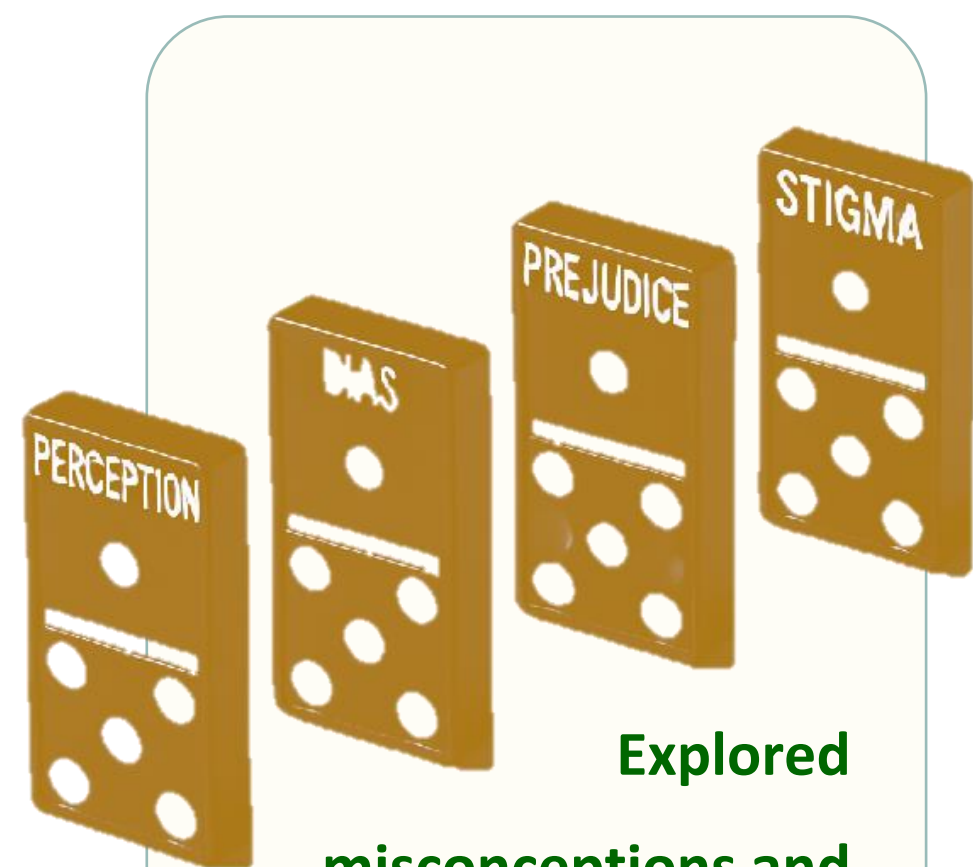 PERCEPTION
BIAS
PREJUDICE
STIGMA
Explored
misconceptions and